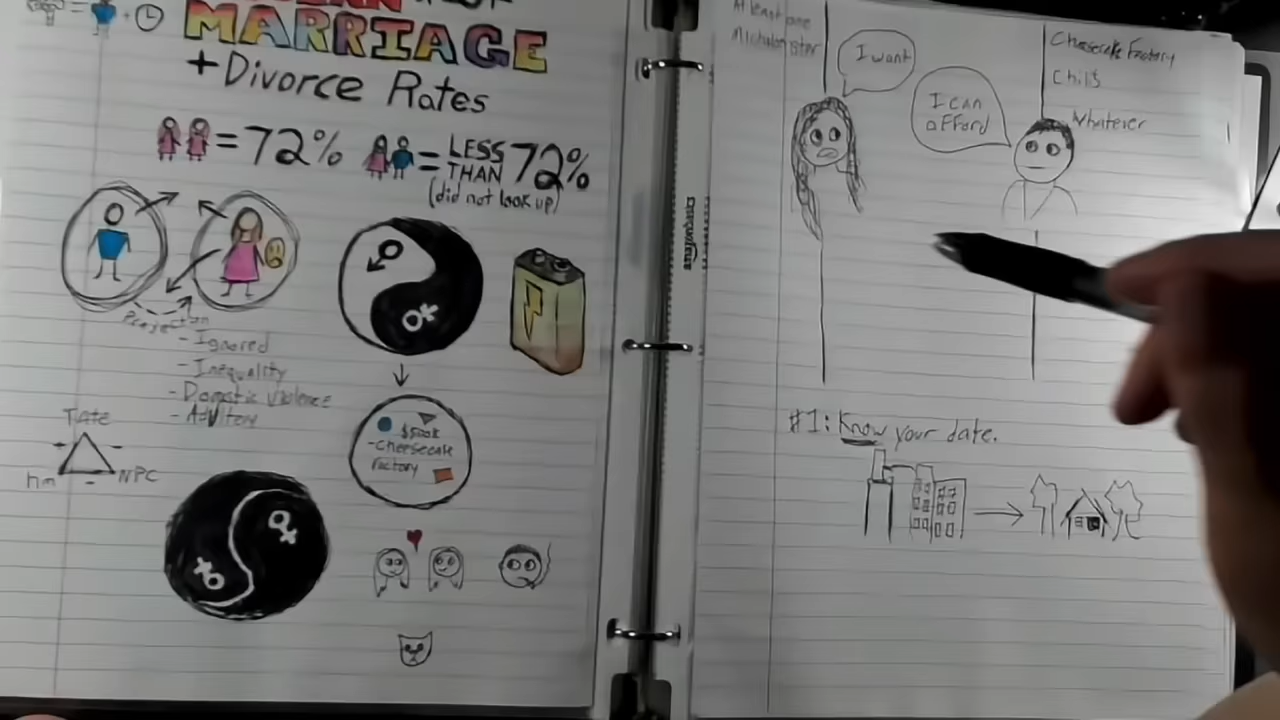 MARRIAGE
+ Divorce Rates
= 72%
= LESS THAN 72%
(did not look up)
Projection
- Ignored
- Inequality
- Domestic Violence
- Adultery
Tate
hm
NPC
$500k
-Cheesecake
Factory
At least one
Michelin star
I want
I can
afford
Cheesecake Factory
Chili's
Whatever
#1: Know your date.